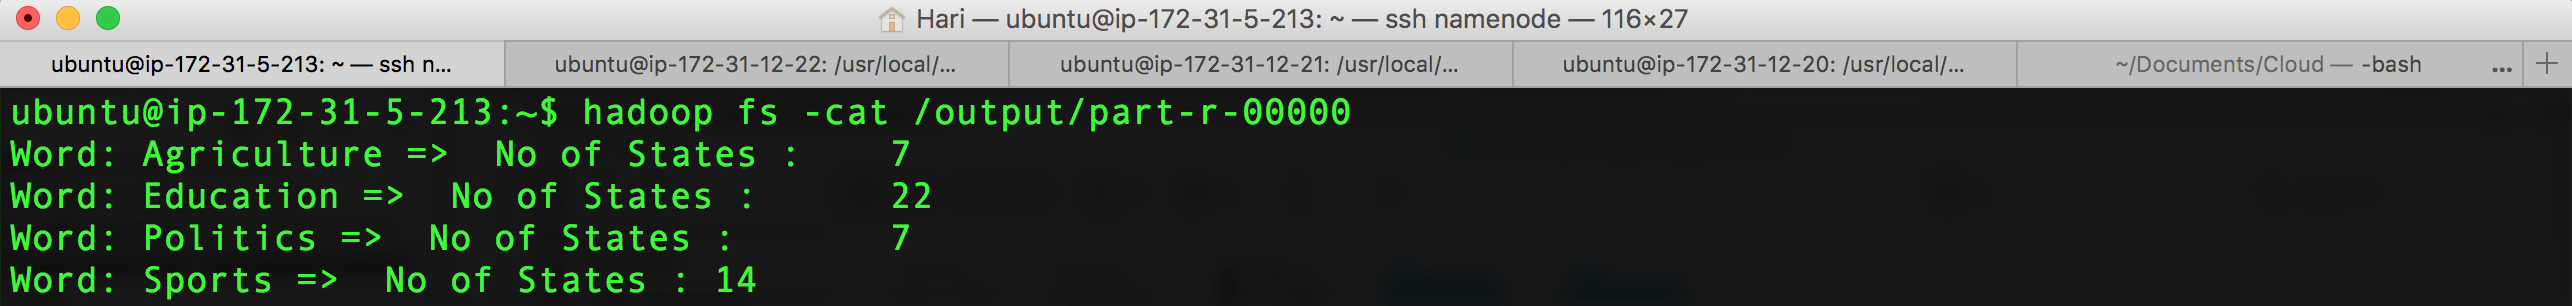 Hari — ubuntu@ip-172-31-5-213: ~ — ssh namenode — 116×27
ubuntu@ip-172-31-5-213: ~ — ssh n... ubuntu@ip-172-31-12-22: /usr/local/... ubuntu@ip-172-31-12-21: /usr/local/... ubuntu@ip-172-31-12-20: /usr/local/... ~/Documents/Cloud — -bash ... +
ubuntu@ip-172-31-5-213:~$ hadoop fs -cat /output/part-r-00000
Word: Agriculture =>  No of States :    7
Word: Education =>  No of States :      22
Word: Politics =>  No of States :       7
Word: Sports =>  No of States : 14